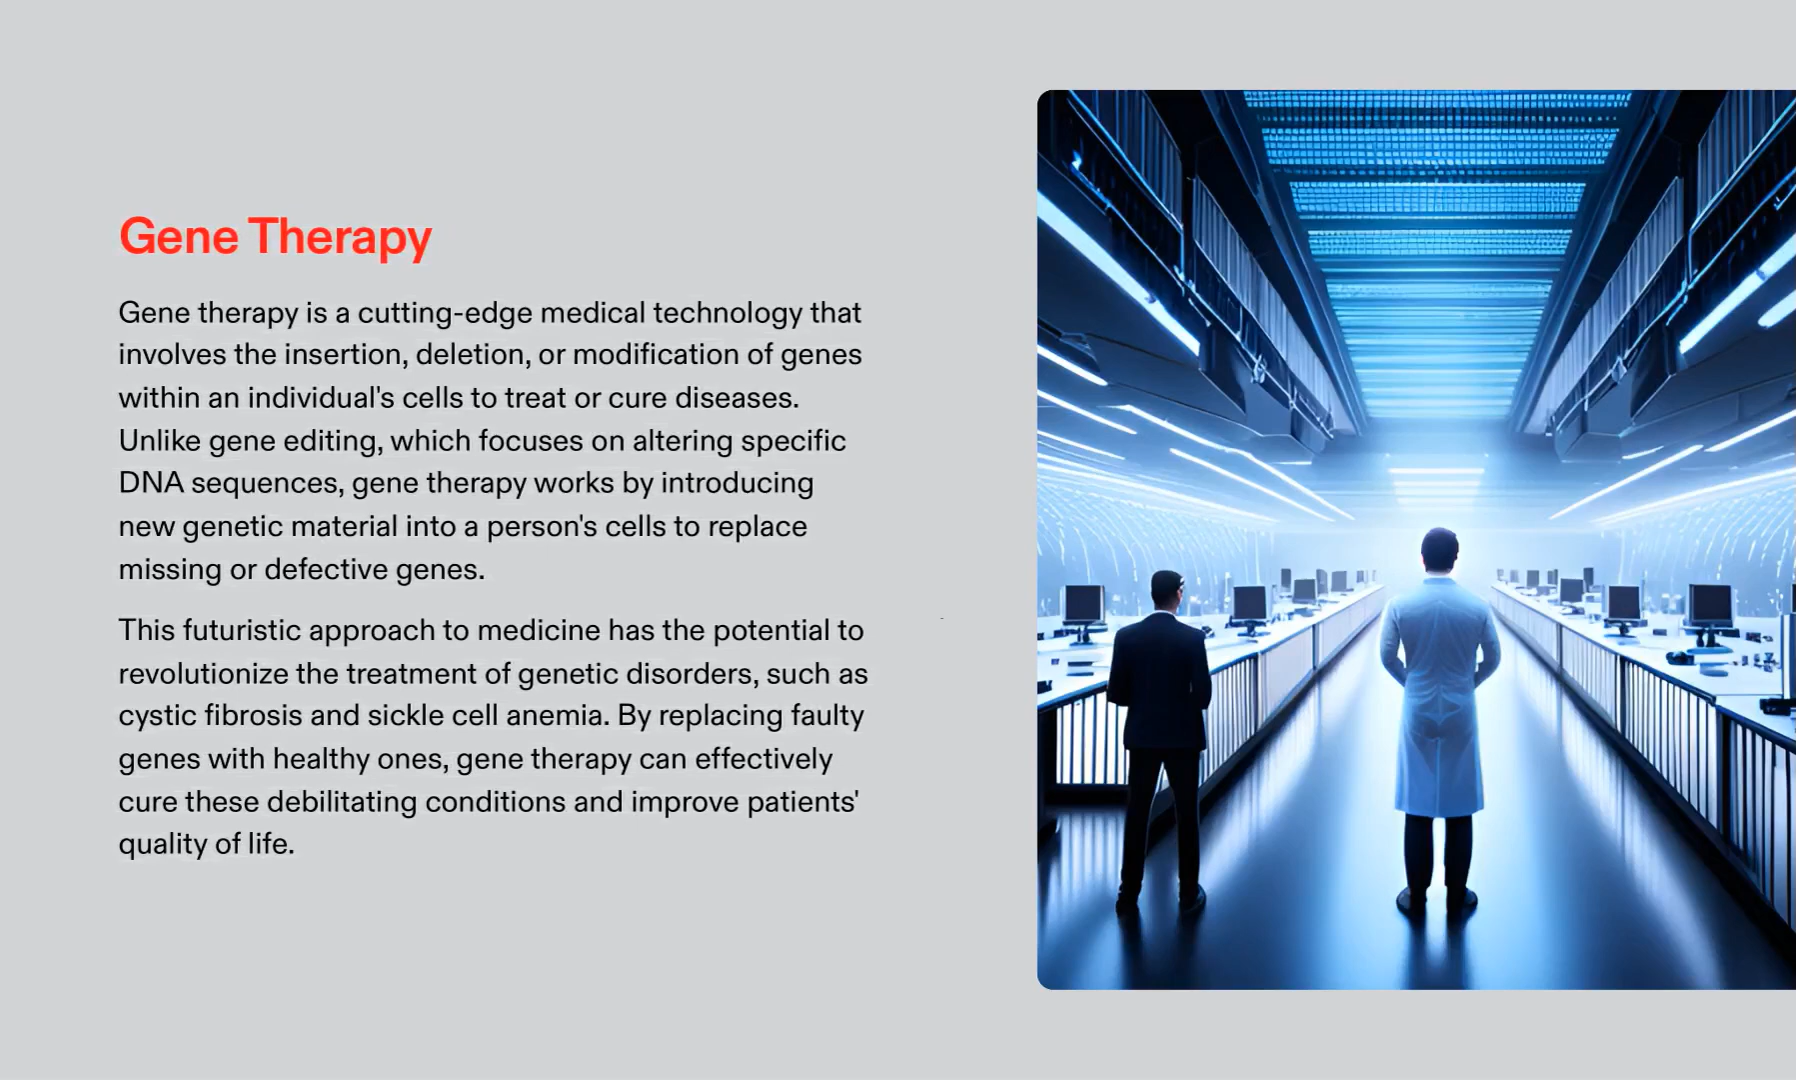 Gene Therapy
Gene therapy is a cutting-edge medical technology that
involves the insertion, deletion, or modification of genes
within an individual's cells to treat or cure diseases.
Unlike gene editing, which focuses on altering specific
DNA sequences, gene therapy works by introducing
new genetic material into a person's cells to replace
missing or defective genes.
This futuristic approach to medicine has the potential to
revolutionize the treatment of genetic disorders, such as
cystic fibrosis and sickle cell anemia. By replacing faulty
genes with healthy ones, gene therapy can effectively
cure these debilitating conditions and improve patients'
quality of life.